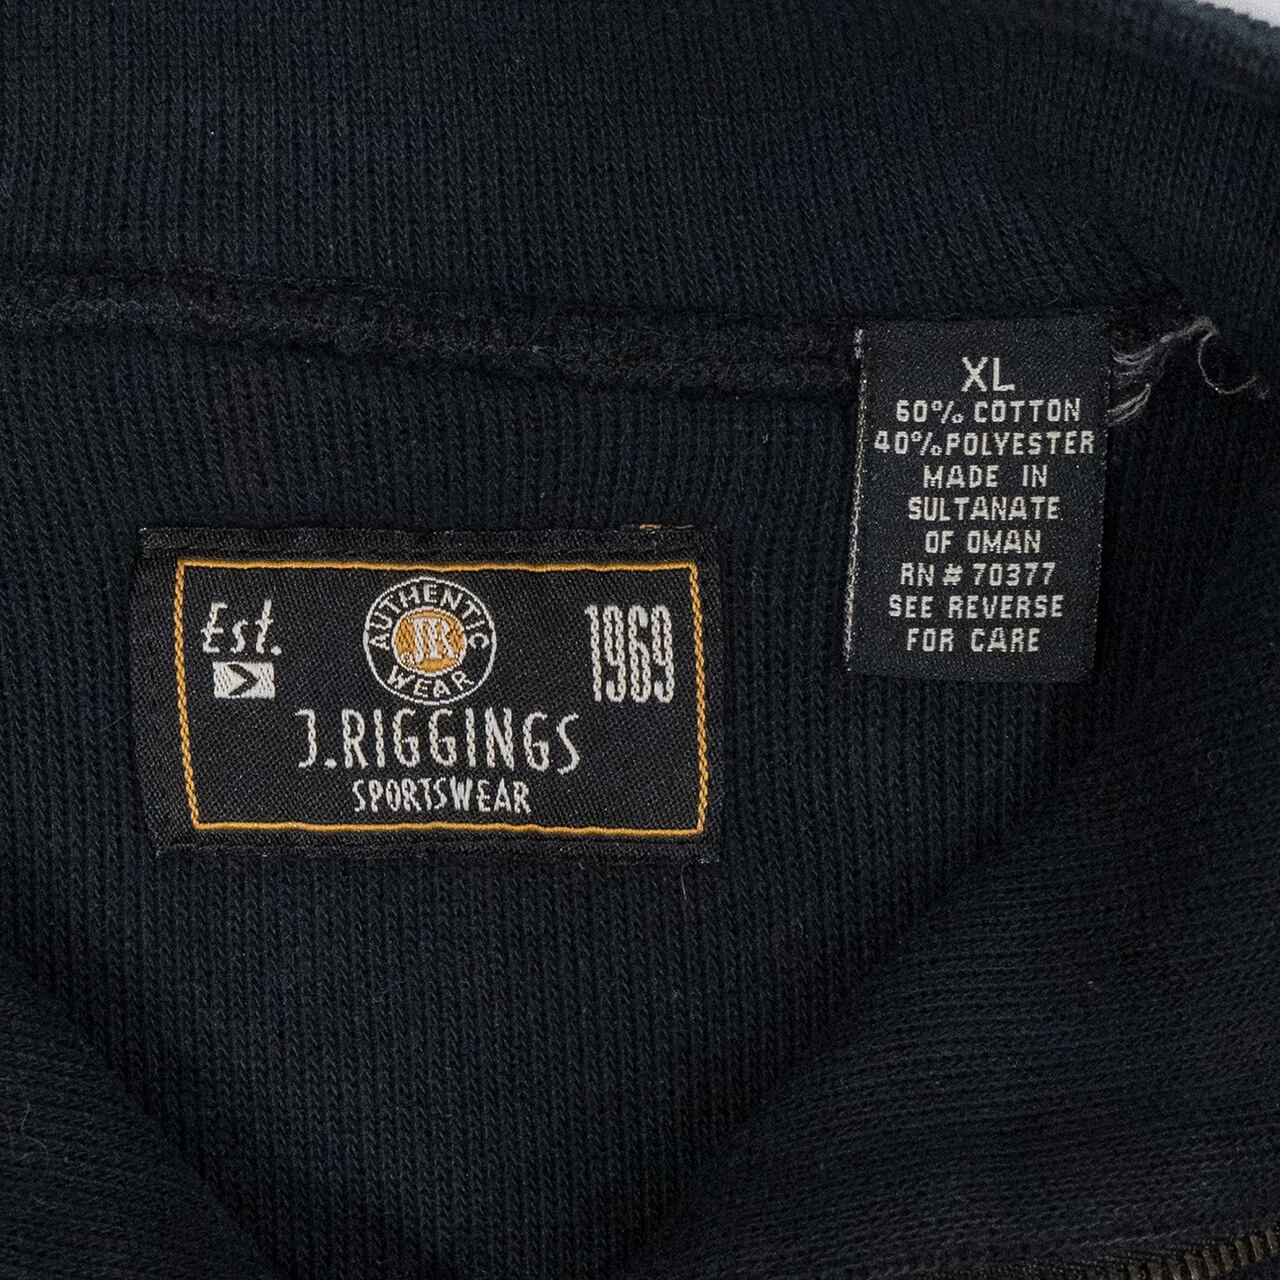 XL
60% COTTON
40% POLYESTER
MADE IN
SULTANATE
OF OMAN
RN # 70377
SEE REVERSE
FOR CARE
Est.
AUTHENTIC
JR
WEAR
1969
J.RIGGINGS
SPORTSWEAR